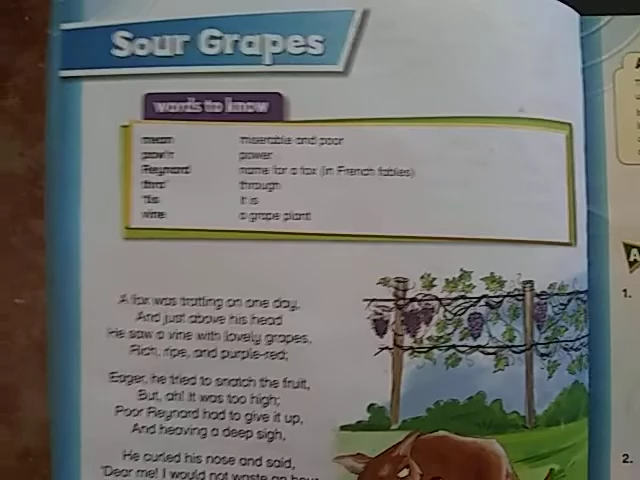 Sour Grapes
words to know
mean miserable and poor
pow'r power
Reynard name for a fox (in French fables)
thro' through
'tis it is
vine a grape plant
A fox was trotting on one day,
And just above his head
He saw a vine with lovely grapes,
Rich, ripe, and purple-red;
Eager, he tried to snatch the fruit,
But, ah! It was too high;
Poor Reynard had to give it up,
And heaving a deep sigh,
He curled his nose and said,
'Dear me! I would not waste an hour
A
1.
2.